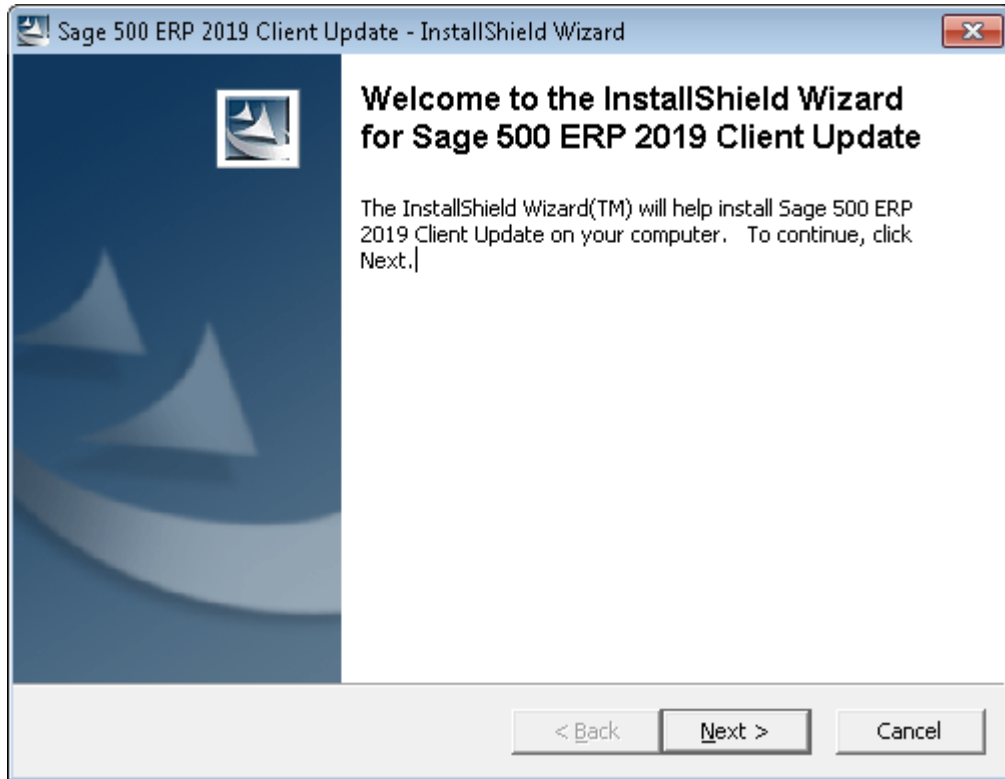 Sage 500 ERP 2019 Client Update - InstallShield Wizard
Welcome to the InstallShield Wizard
for Sage 500 ERP 2019 Client Update
The InstallShield Wizard(TM) will help install Sage 500 ERP
2019 Client Update on your computer.   To continue, click
Next.
< Back
Next >
Cancel